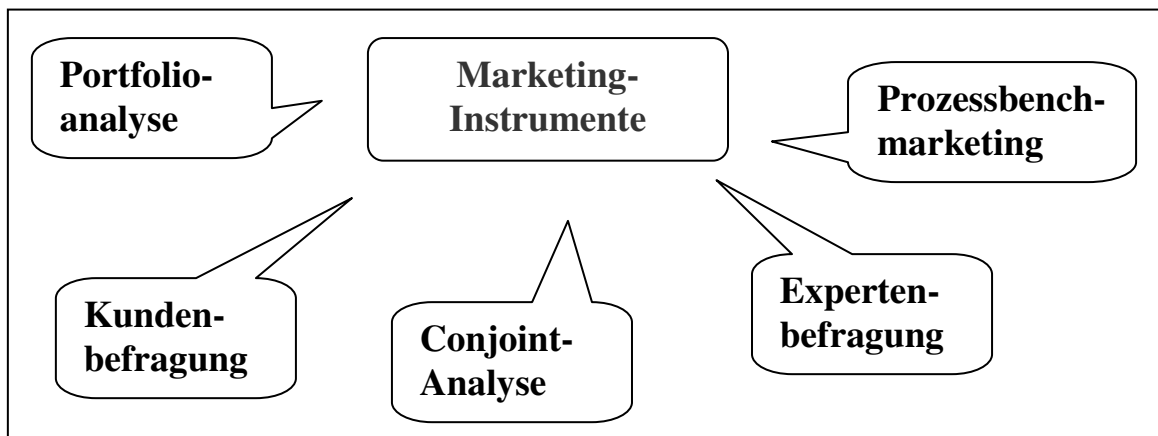 Portfolio-
analyse
Marketing-
Instrumente
Prozessbench-
marketing
Kunden-
befragung
Conjoint-
Analyse
Experten-
befragung